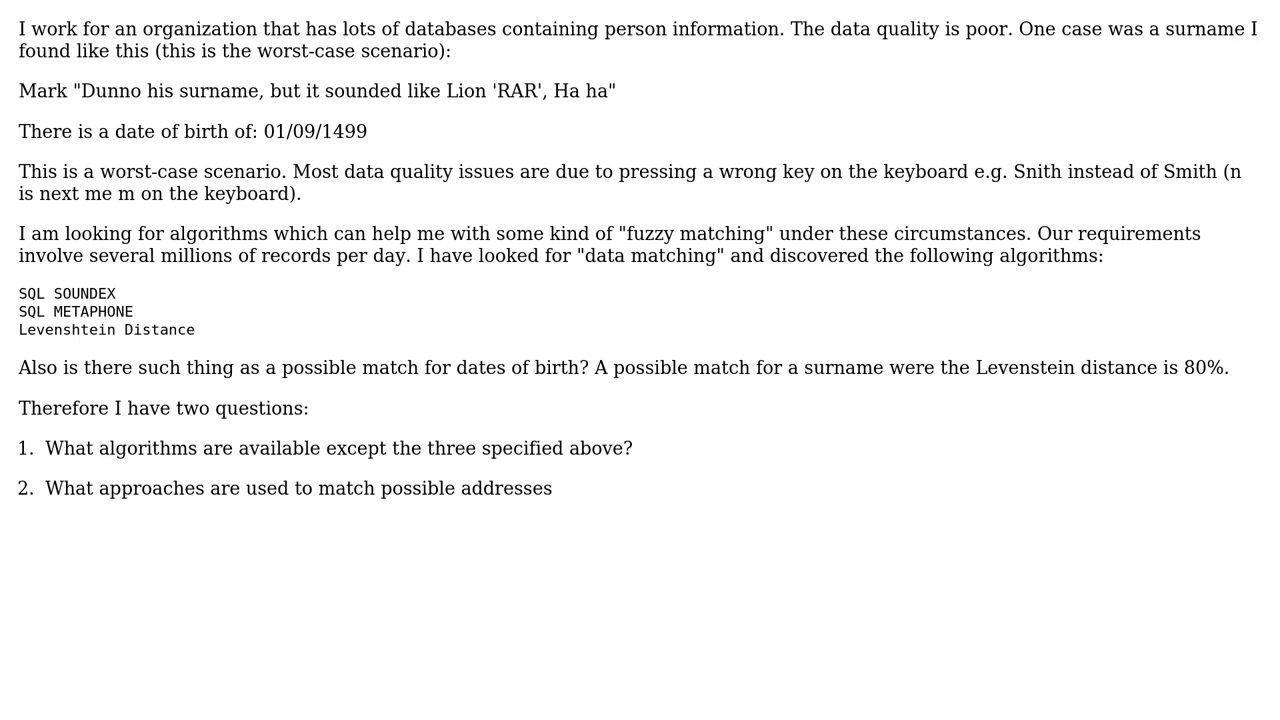 I work for an organization that has lots of databases containing person information. The data quality is poor. One case was a surname I
found like this (this is the worst-case scenario):
Mark "Dunno his surname, but it sounded like Lion 'RAR', Ha ha"
There is a date of birth of: 01/09/1499
This is a worst-case scenario. Most data quality issues are due to pressing a wrong key on the keyboard e.g. Snith instead of Smith (n
is next me m on the keyboard).
I am looking for algorithms which can help me with some kind of "fuzzy matching" under these circumstances. Our requirements
involve several millions of records per day. I have looked for "data matching" and discovered the following algorithms:
SQL SOUNDEX
SQL METAPHONE
Levenshtein Distance
Also is there such thing as a possible match for dates of birth? A possible match for a surname were the Levenstein distance is 80%.
Therefore I have two questions:
1. What algorithms are available except the three specified above?
2. What approaches are used to match possible addresses